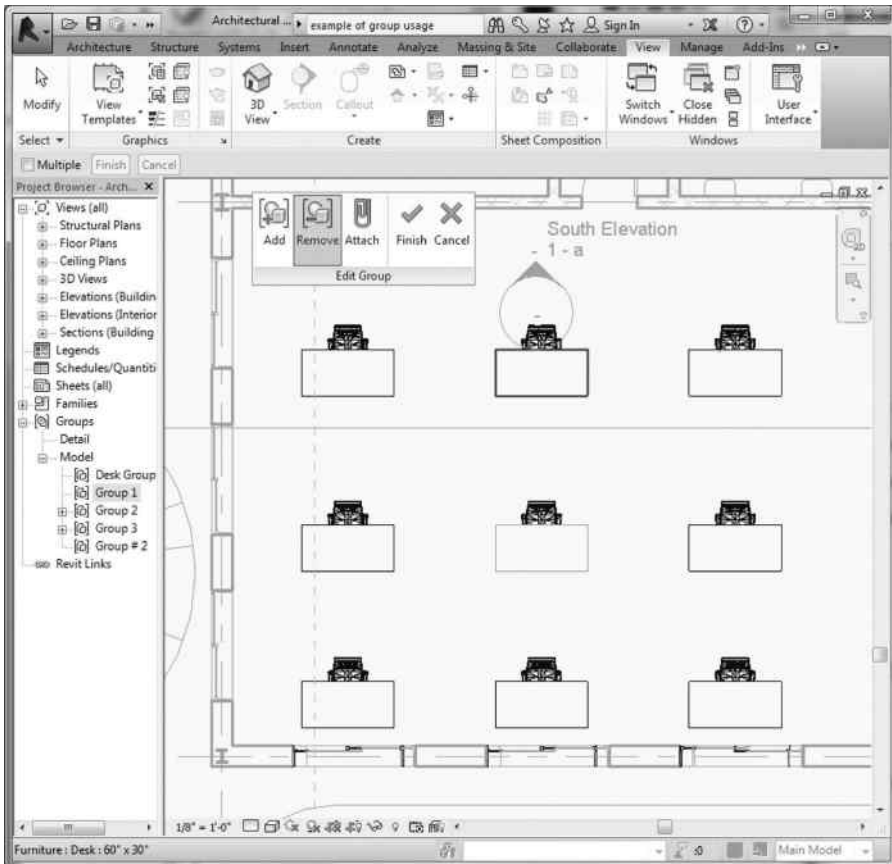 Architectural ... example of group usage Sign In
Architecture Structure Systems Insert Annotate Analyze Massing & Site Collaborate View Manage Add-Ins
Modify View Templates 3D View Section Callout Switch Windows Close Hidden User Interface
Select Graphics Create Sheet Composition Windows
Multiple Finish Cancel
Project Browser - Arch...
Views (all)
Structural Plans
Floor Plans
Ceiling Plans
3D Views
Elevations (Buildin
Elevations (Interior
Sections (Building
Legends
Schedules/Quantiti
Sheets (all)
Families
Groups
Detail
Model
Desk Group
Group 1
Group 2
Group 3
Group # 2
Revit Links
Add Remove Attach Finish Cancel
Edit Group
South Elevation
- 1 - a
-
2D
1/8" = 1'-0"
Furniture : Desk : 60" x 30" :0 Main Model